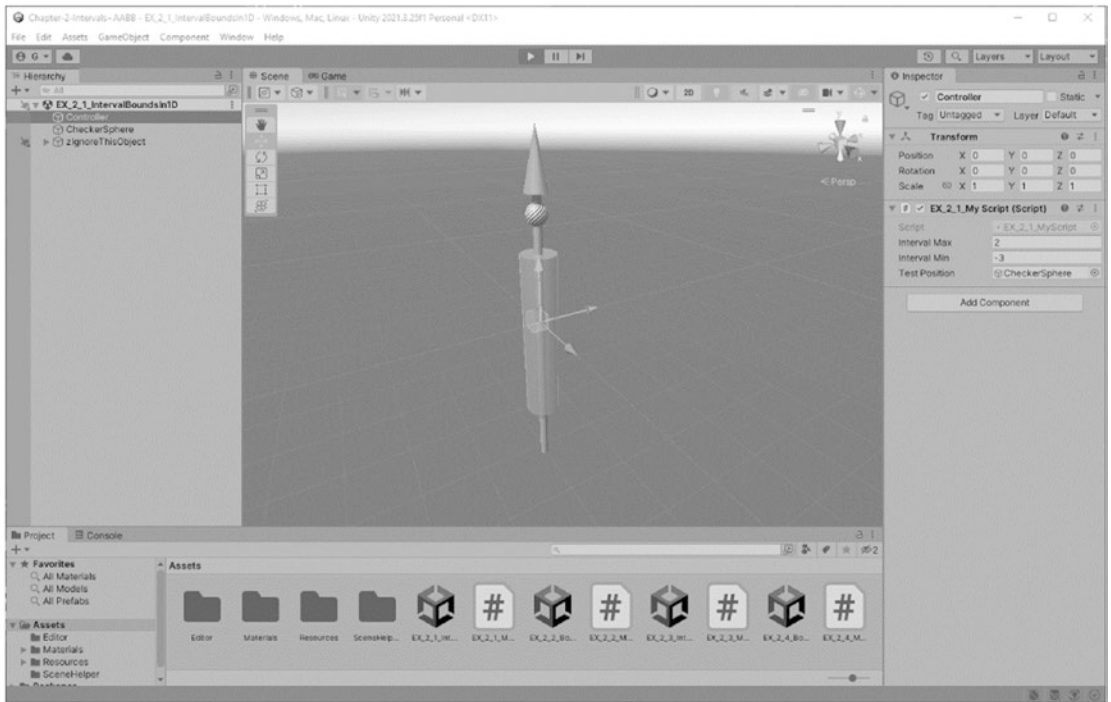 Chapter-2-Intervals+AABB - EX_2_1_IntervalBoundsIn1D - Windows, Mac, Linux - Unity 2021.3.25f1 Personal <DX11>
File Edit Assets GameObject Component Window Help
G Layers Layout
Hierarchy
All
EX_2_1_IntervalBoundsIn1D
Controller
CheckerSphere
zIgnoreThisObject
Scene Game
2D
y
x
< Persp
Inspector
Controller Static
Tag Untagged Layer Default
Transform
Position X 0 Y 0 Z 0
Rotation X 0 Y 0 Z 0
Scale X 1 Y 1 Z 1
# EX_2_1_My Script (Script)
Script EX_2_1_MyScript
Interval Max 2
Interval Min -3
Test Position CheckerSphere
Add Component
Project Console
2
Favorites
All Materials
All Models
All Prefabs
Assets
Editor
Materials
Resources
SceneHelper
Assets
# # # #
Editor Materials Resources SceneHelp... EX_2_1_Int... EX_2_1_M... EX_2_2_Bo... EX_2_2_M... EX_2_3_Int... EX_2_3_M... EX_2_4_Bo... EX_2_4_M...